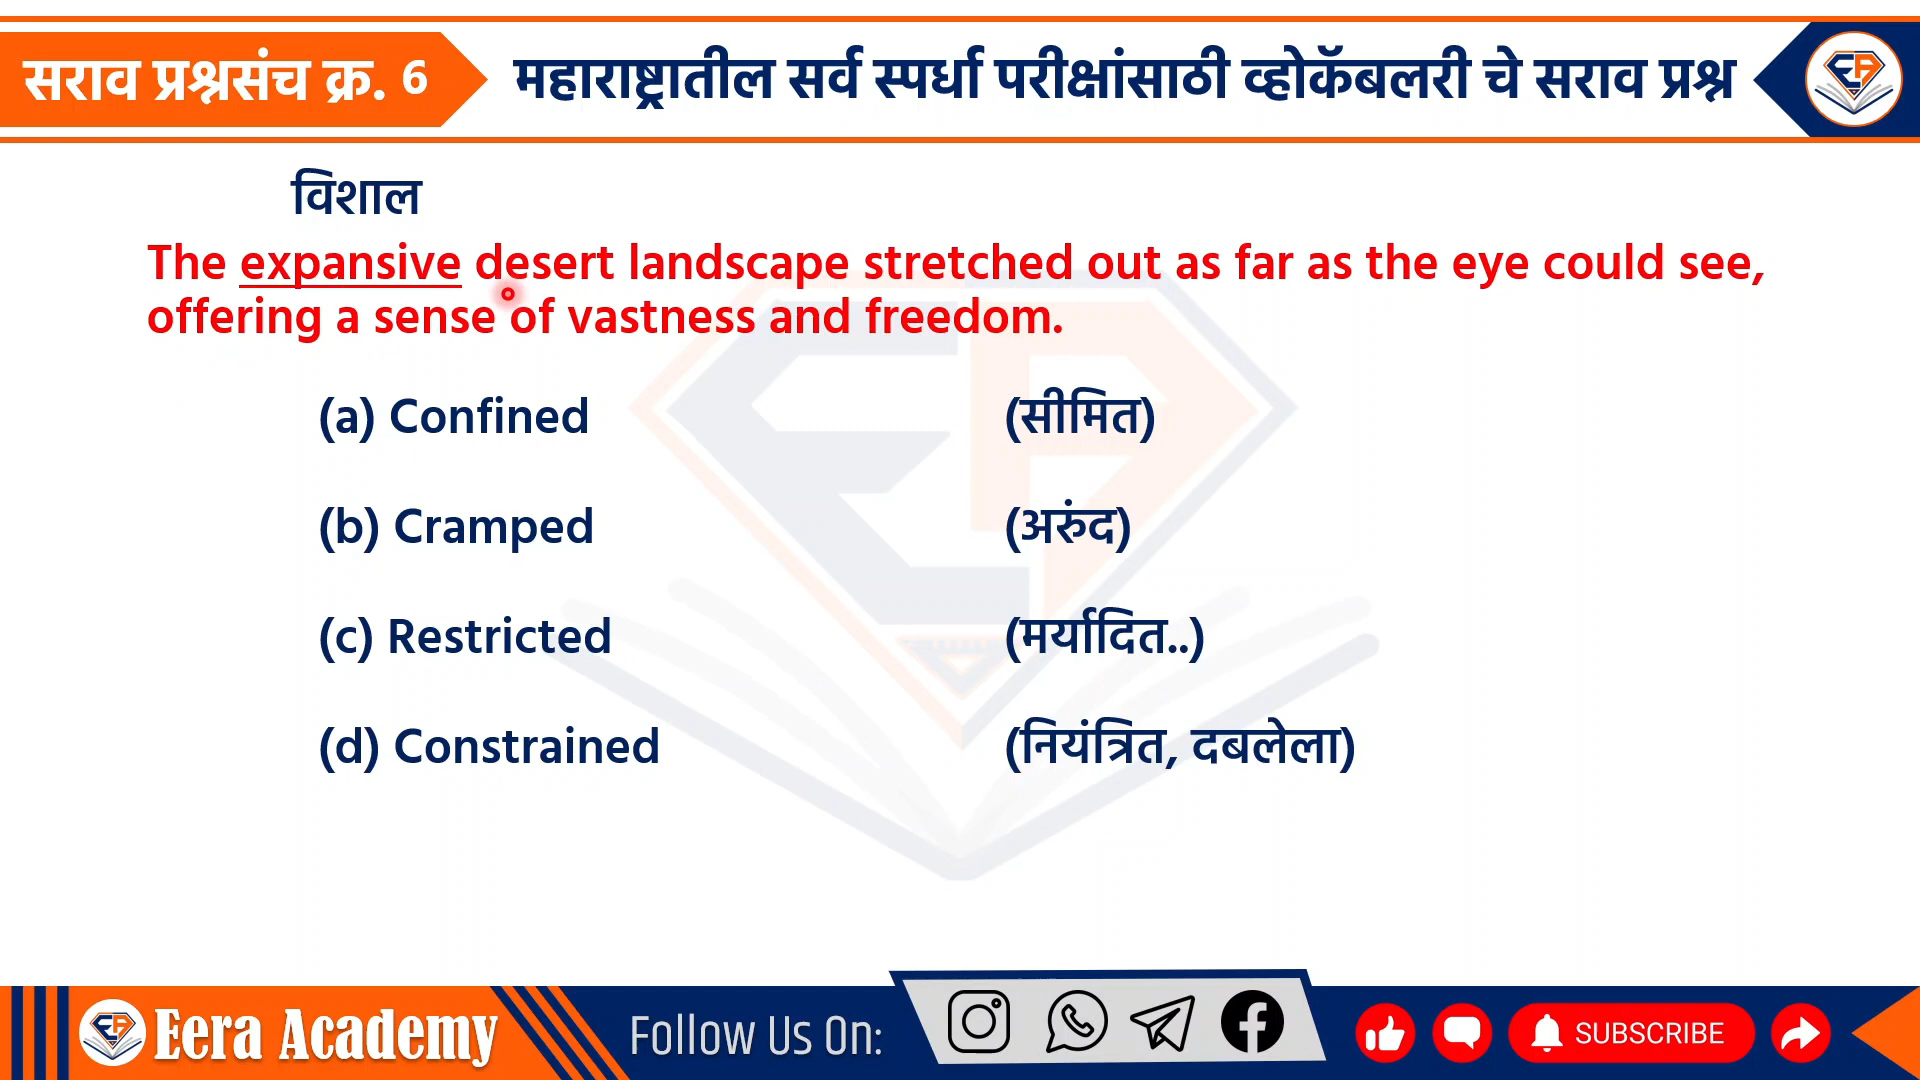 सराव प्रश्नसंच क्र. 6
महाराष्ट्रातील सर्व स्पर्धा परीक्षांसाठी व्होकॅबलरी चे सराव प्रश्न
विशाल
The expansive desert landscape stretched out as far as the eye could see,
offering a sense of vastness and freedom.
(a) Confined (सीमित)
(b) Cramped (अरुंद)
(c) Restricted (मर्यादित..)
(d) Constrained (नियंत्रित, दबलेला)
Eera Academy
Follow Us On:
SUBSCRIBE